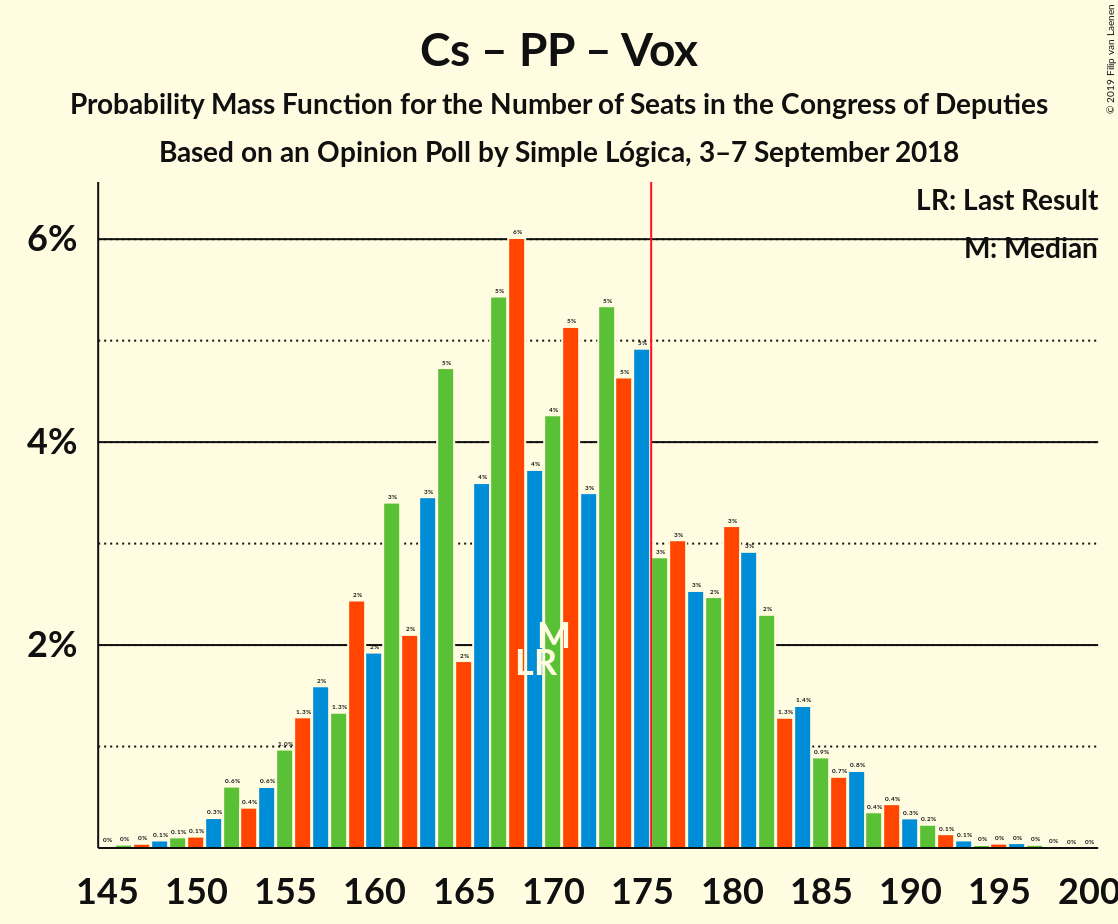 Cs – PP – Vox
Probability Mass Function for the Number of Seats in the Congress of Deputies
Based on an Opinion Poll by Simple Lógica, 3–7 September 2018
© 2019 Filip van Laenen
LR: Last Result
M: Median
6%
4%
2%
0% 0% 0% 0.1% 0.1% 0.1% 0.3% 0.6% 0.4% 0.6% 1.0% 1.3% 2% 1.3% 2% 2% 3% 2% 3% 5% 2% 4% 5% 6% 4% 4% 5% 3% 5% 5% 5% 3% 3% 3% 2% 3% 3% 2% 1.3% 1.4% 0.9% 0.7% 0.8% 0.4% 0.4% 0.3% 0.2% 0.1% 0.1% 0% 0% 0% 0% 0% 0% 0%
M
LR
145 150 155 160 165 170 175 180 185 190 195 200